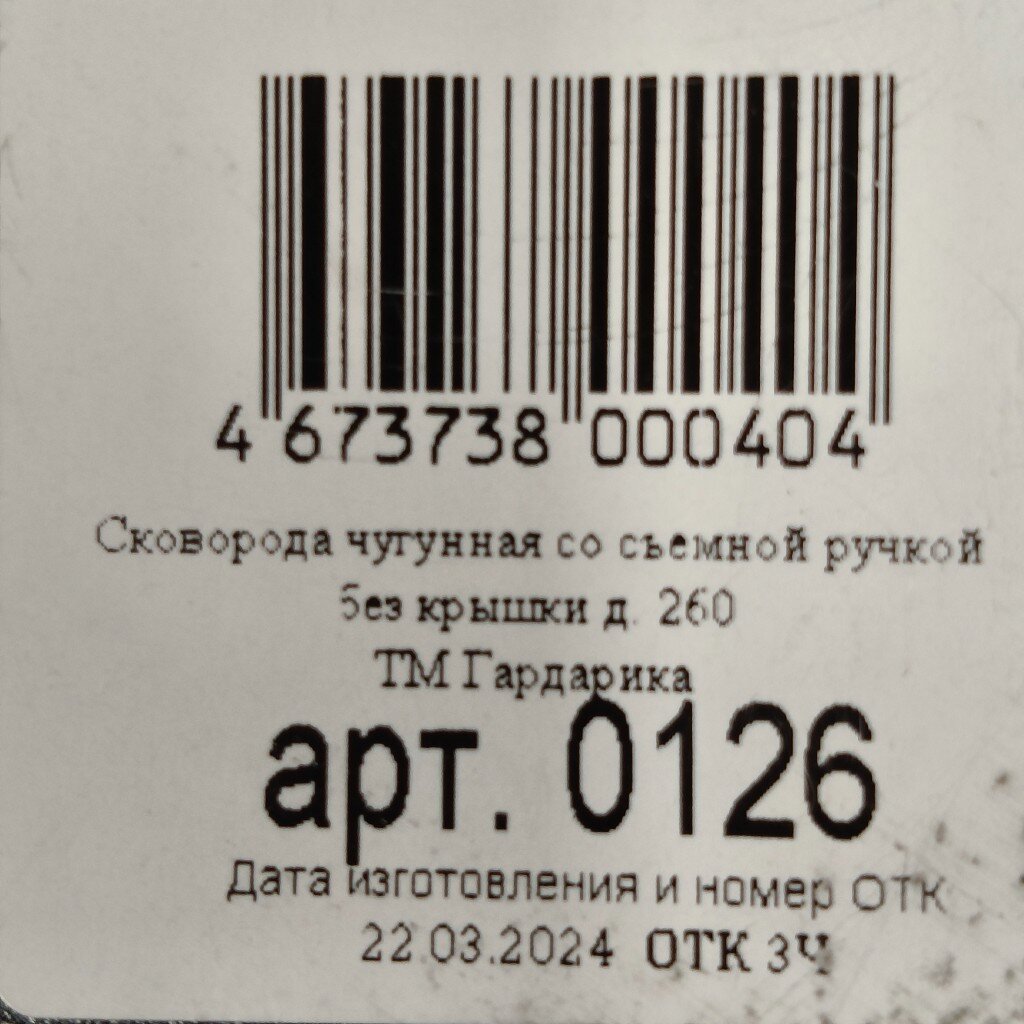 4 673738 000404
Сковорода чугунная со съемной ручкой
без крышки д. 260
ТМ Гардарика
арт. 0126
Дата изготовления и номер ОТК
22.03.2024 ОТК 3Ч